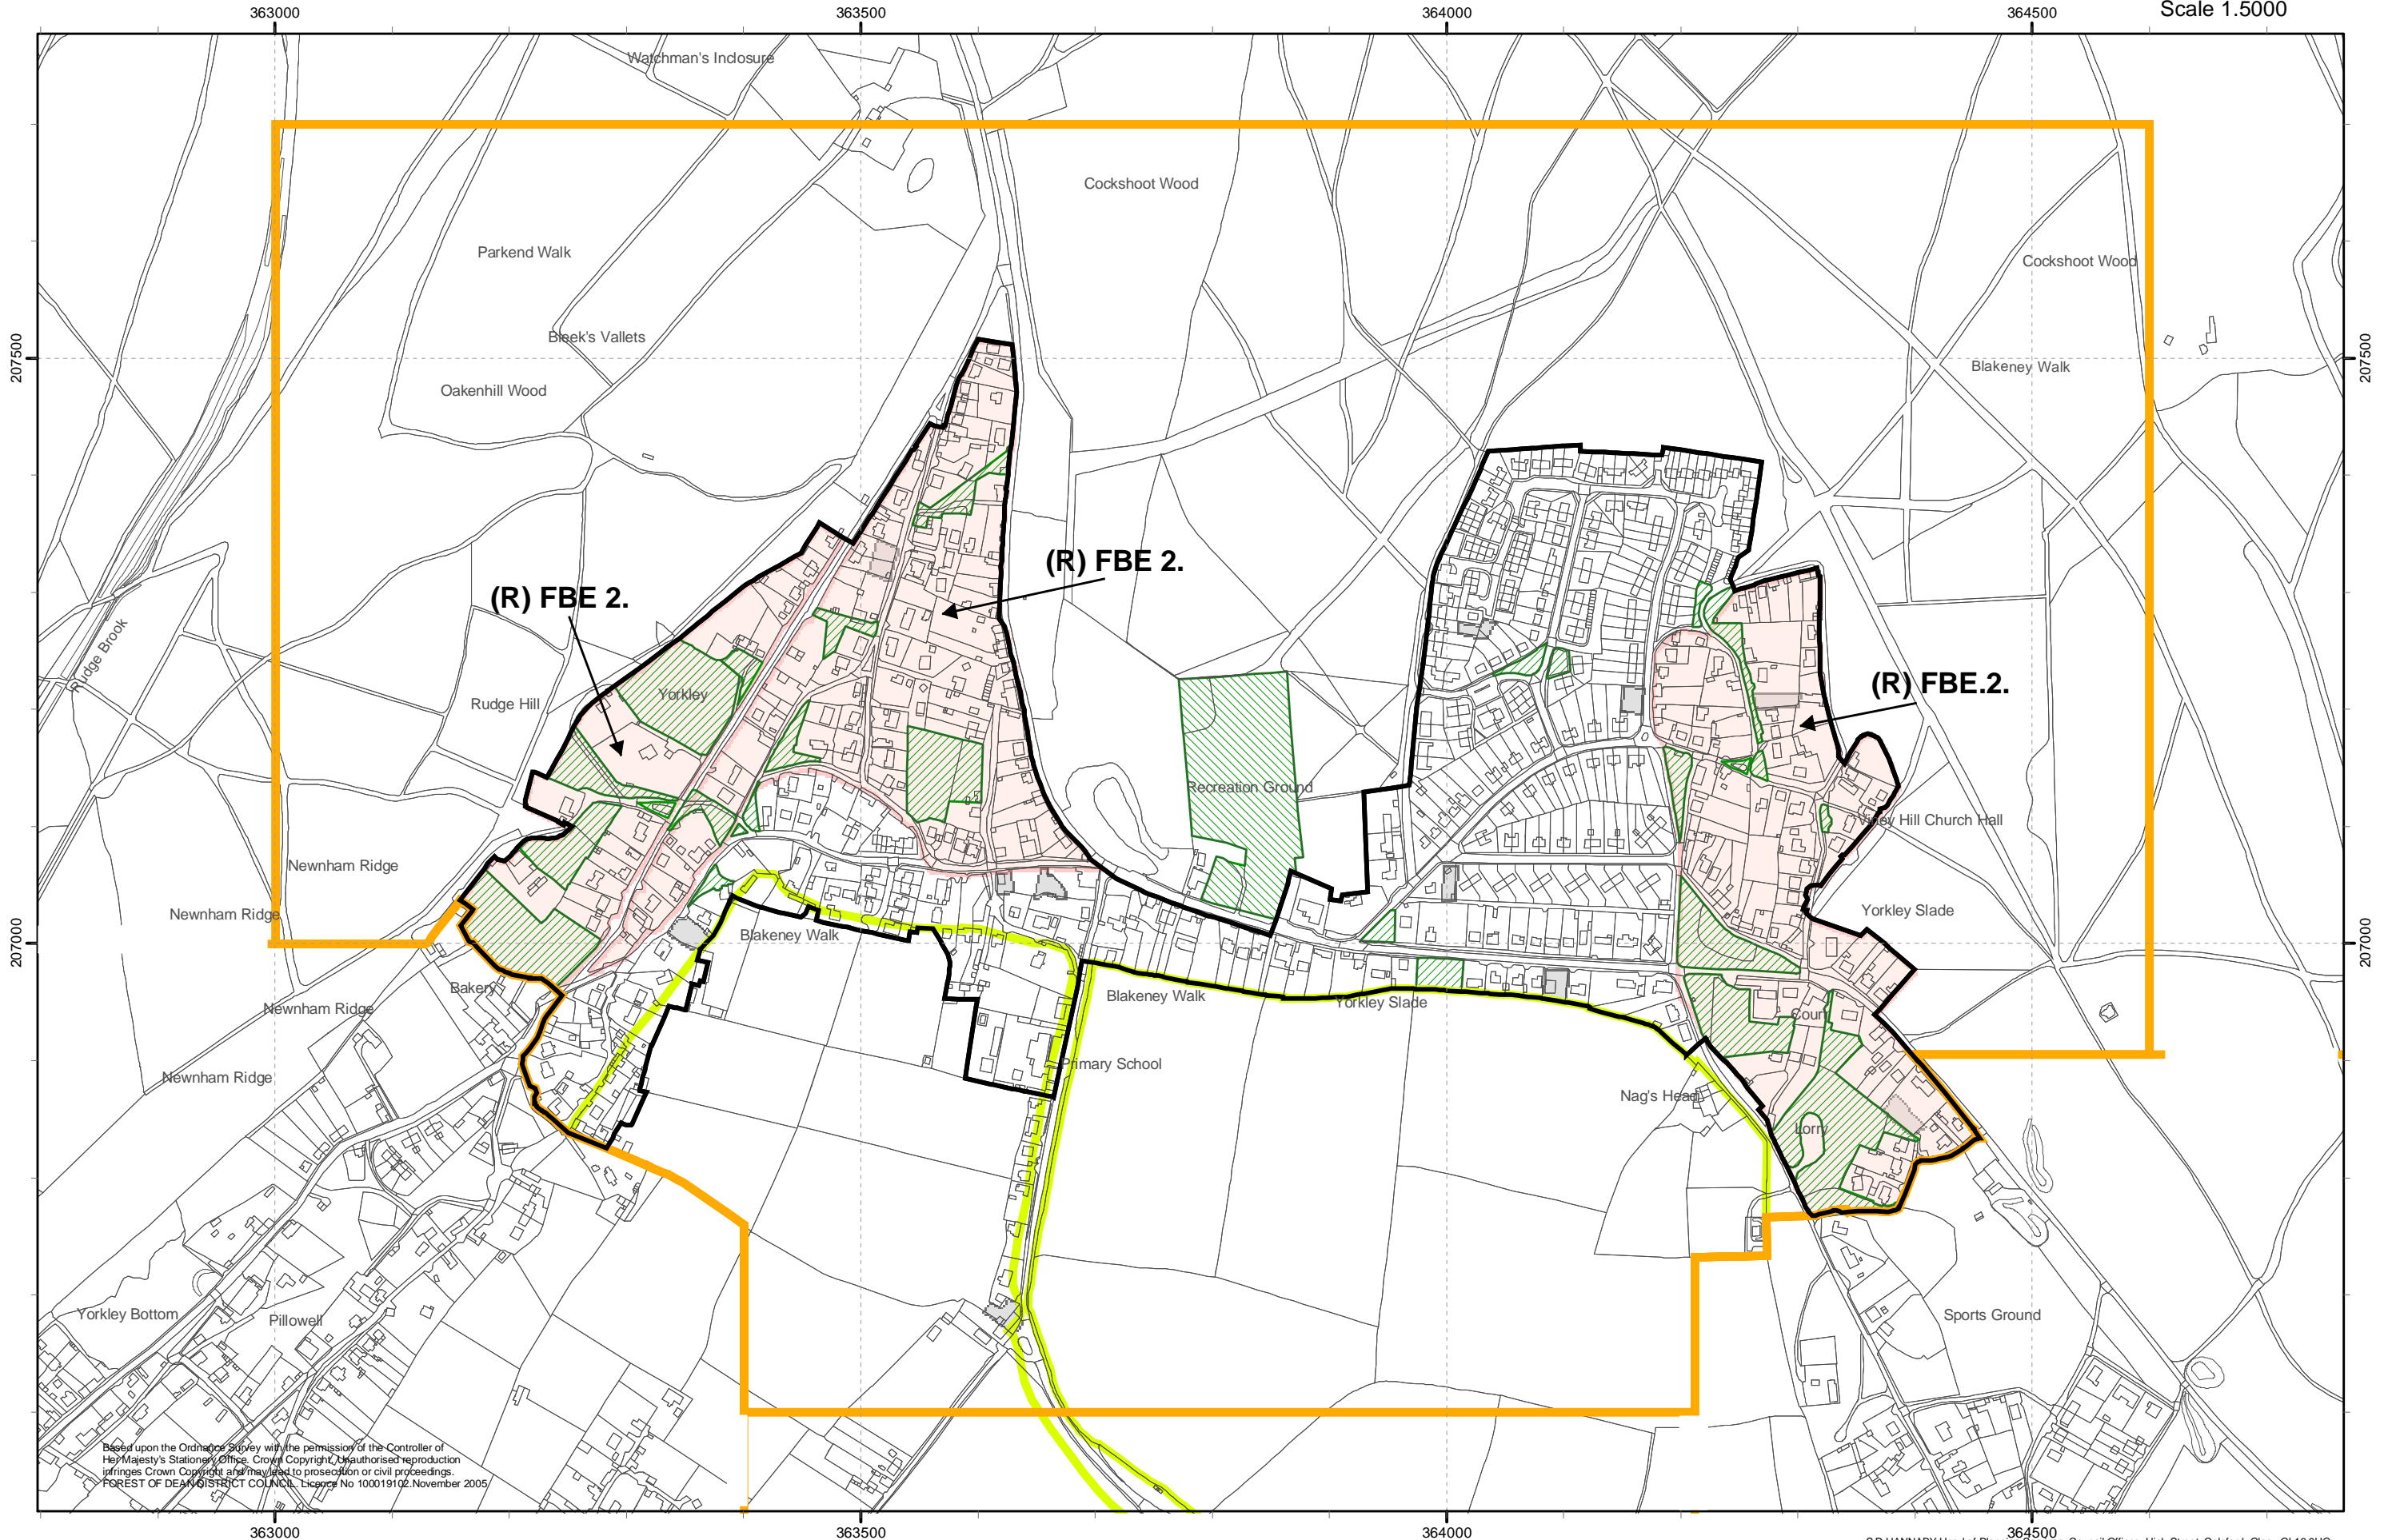 363000
363500
364000
364500
Scale 1.5000
Watchman's Inclosure
Cockshoot Wood
Parkend Walk
Cockshoot Wood
Bleek's Vallets
207500
207500
Blakeney Walk
Oakenhill Wood
(R) FBE 2.
(R) FBE 2.
Rudge Brook
Yorkley
(R) FBE.2.
Rudge Hill
Recreation Ground
Viney Hill Church Hall
Newnham Ridge
Newnham Ridge
Yorkley Slade
Blakeney Walk
207000
207000
Bakery
Blakeney Walk
Yorkley Slade
Newnham Ridge
Court
Primary School
Newnham Ridge
Nag's Head
Lorry
Yorkley Bottom
Pillowell
Sports Ground
Based upon the Ordnance Survey with the permission of the Controller of
Her Majesty's Stationery Office. Crown Copyright. Unauthorised reproduction
infringes Crown Copyright and may lead to prosecution or civil proceedings.
FOREST OF DEAN DISTRICT COUNCIL. Licence No 100019102.November 2005
363000
363500
364000
364500